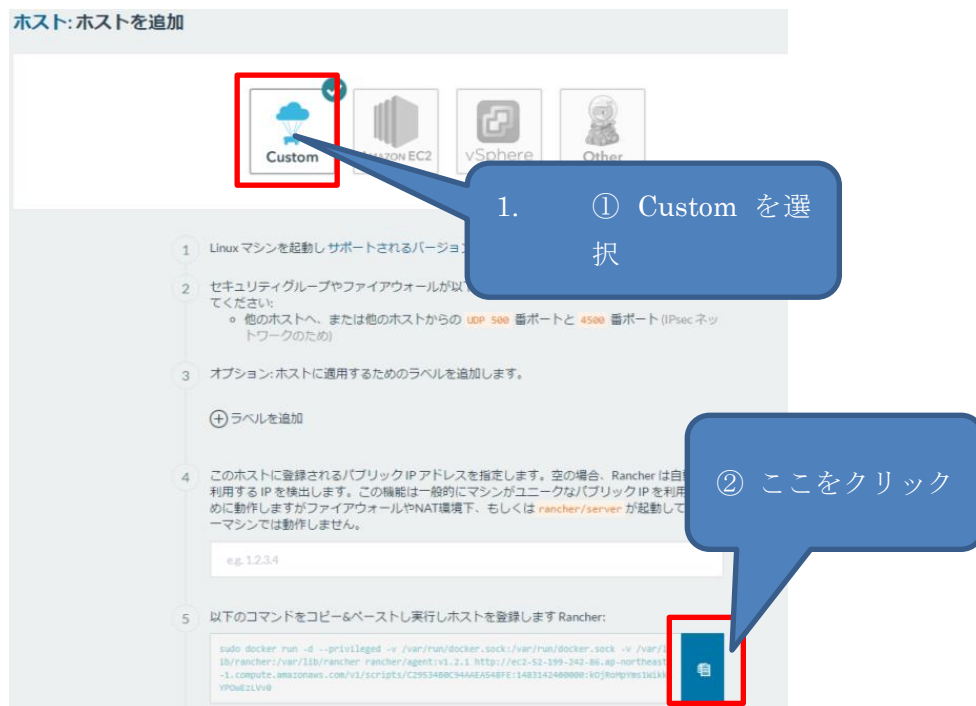 ホスト: ホストを追加
Custom
AMAZON EC2
vSphere
Other
1. ① Custom を選
択
1 Linux マシンを起動し サポートされるバージョン
2 セキュリティグループやファイアウォールが以下
てください:
○ 他のホストへ、または他のホストからの UDP 500 番ポートと 4500 番ポート (IPsec ネッ
トワークのため)
3 オプション: ホストに適用するためのラベルを追加します。
ラベルを追加
② ここをクリック
4 このホストに登録されるパブリック IP アドレスを指定します。空の場合、Rancher は自
利用する IP を検出します。この機能は一般的にマシンがユニークなパブリック IP を利用
めに動作しますがファイアウォールやNAT環境下、もしくは rancher/server が起動して
ーマシンでは動作しません。
e.g. 1.2.3.4
5 以下のコマンドをコピー&ペーストし実行しホストを登録します Rancher:
sudo docker run -d --privileged -v /var/run/docker.sock:/var/run/docker.sock -v /var/l
ib/rancher:/var/lib/rancher rancher/agent:v1.2.1 http://ec2-52-199-242-86.ap-northeast
-1.compute.amazonaws.com/v1/scripts/